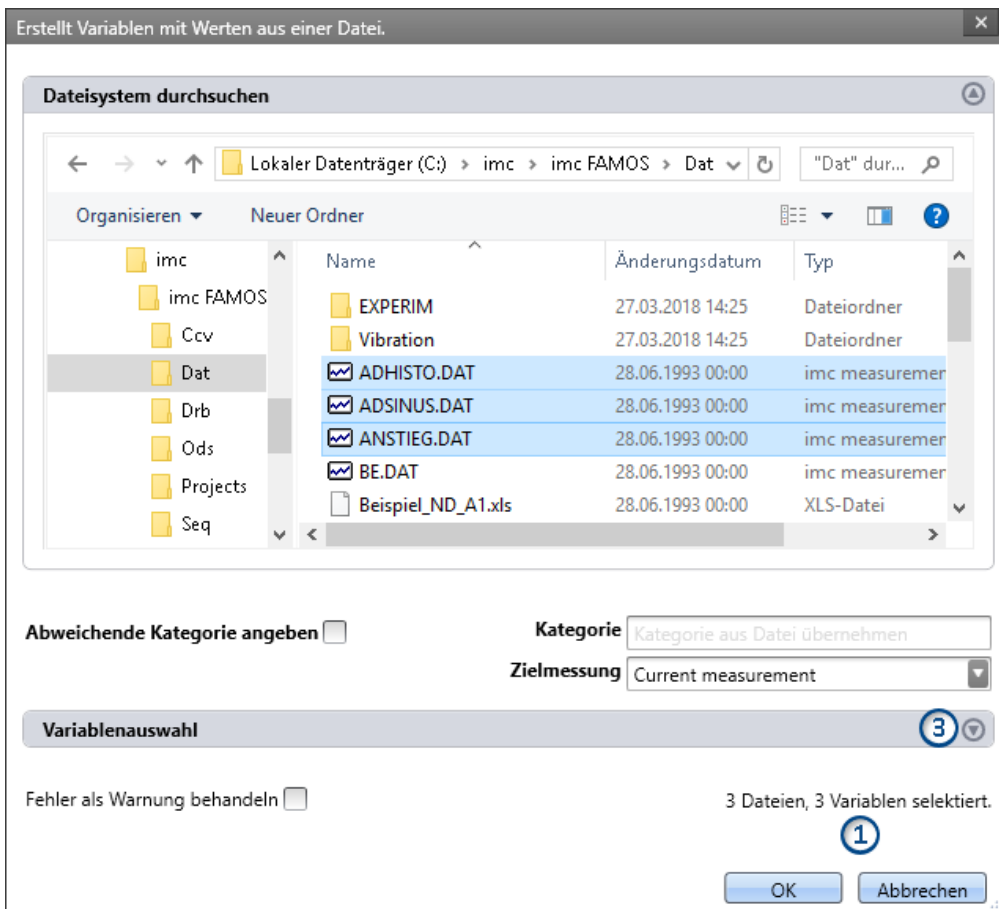 Erstellt Variablen mit Werten aus einer Datei.
Dateisystem durchsuchen
Lokaler Datenträger (C:) > imc > imc FAMOS > Dat
"Dat" dur...
Organisieren Neuer Ordner
?
imc
imc FAMOS
Ccv
Dat
Drb
Ods
Projects
Seq
Name Änderungsdatum Typ
EXPERIM 27.03.2018 14:25 Dateiordner
Vibration 27.03.2018 14:25 Dateiordner
ADHISTO.DAT 28.06.1993 00:00 imc measuremer
ADSINUS.DAT 28.06.1993 00:00 imc measuremer
ANSTIEG.DAT 28.06.1993 00:00 imc measuremer
BE.DAT 28.06.1993 00:00 imc measuremer
Beispiel_ND_A1.xls 28.06.1993 00:00 XLS-Datei
Abweichende Kategorie angeben
Kategorie Kategorie aus Datei übernehmen
Zielmessung Current measurement
Variablenauswahl 3
Fehler als Warnung behandeln
3 Dateien, 3 Variablen selektiert.
1
OK Abbrechen